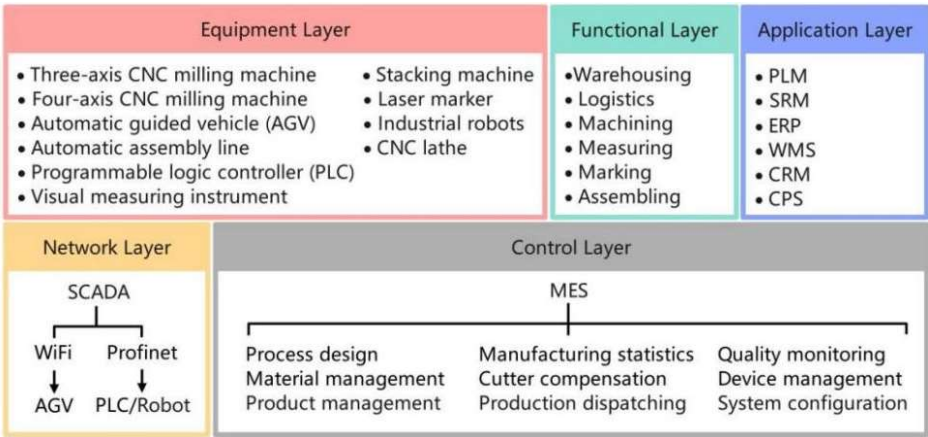 Equipment Layer
• Three-axis CNC milling machine
• Four-axis CNC milling machine
• Automatic guided vehicle (AGV)
• Automatic assembly line
• Programmable logic controller (PLC)
• Visual measuring instrument
• Stacking machine
• Laser marker
• Industrial robots
• CNC lathe
Functional Layer
•Warehousing
• Logistics
• Machining
• Measuring
• Marking
• Assembling
Application Layer
• PLM
• SRM
• ERP
• WMS
• CRM
• CPS
Network Layer
SCADA
WiFi Profinet
AGV PLC/Robot
Control Layer
MES
Process design
Material management
Product management
Manufacturing statistics
Cutter compensation
Production dispatching
Quality monitoring
Device management
System configuration